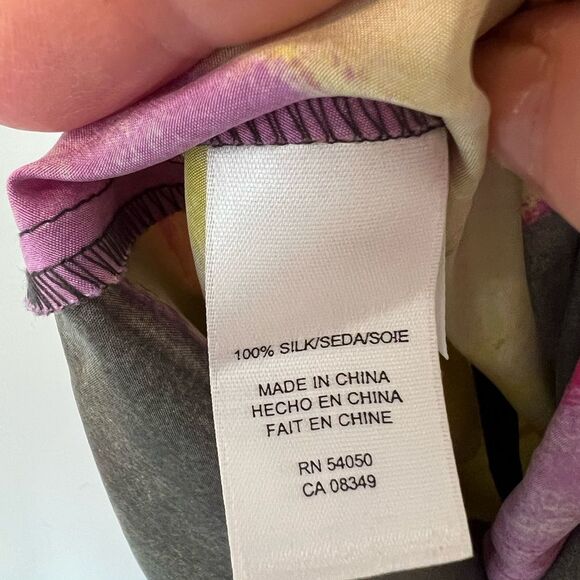 100% SILK/SEDA/SOIE
MADE IN CHINA
HECHO EN CHINA
FAIT EN CHINE
RN 54050
CA 08349